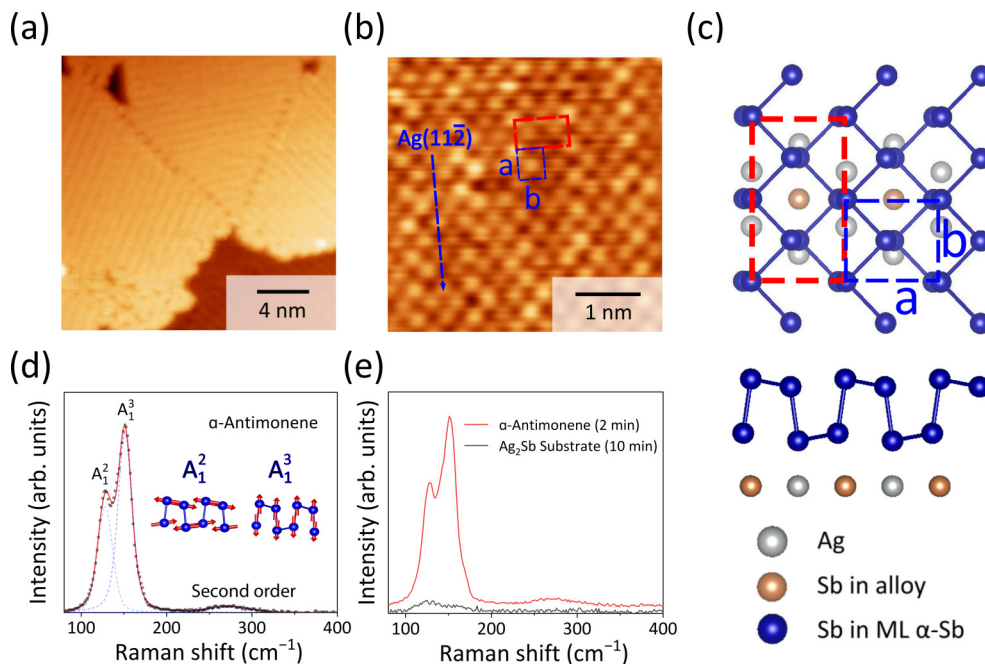 (a)
4 nm
(b)
Ag(112̄)
a
b
1 nm
(c)
b
a
Ag
Sb in alloy
Sb in ML α-Sb
(d)
Intensity (arb. units)
A₁³
A₁²
α-Antimonene
A₁² A₁³
Second order
100 200 300 400
Raman shift (cm⁻¹)
(e)
Intensity (arb. units)
α-Antimonene (2 min)
Ag₂Sb Substrate (10 min)
100 200 300 400
Raman shift (cm⁻¹)